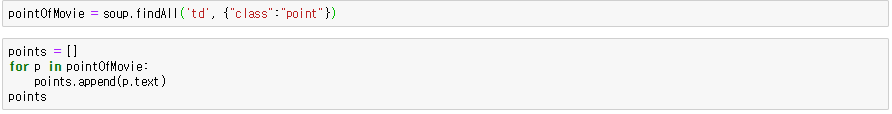 pointOfMovie = soup.findAll('td', {"class":"point"})
points = []
for p in pointOfMovie:
    points.append(p.text)
points